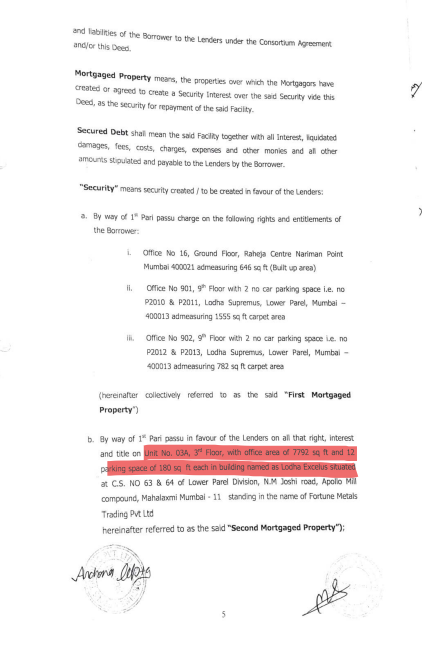 and liabilities of the Borrower to the Lenders under the Consortium Agreement
and/or this Deed.
Mortgaged Property means, the properties over which the Mortgagors have
created or agreed to create a Security Interest over the said Security vide this
Deed, as the security for repayment of the said Facility.
Secured Debt shall mean the said Facility together with all Interest, liquidated
damages, fees, costs, charges, expenses and other monies and all other
amounts stipulated and payable to the Lenders by the Borrower.
"Security" means security created / to be created in favour of the Lenders:
a. By way of 1st Pari passu charge on the following rights and entitlements of
the Borrower:
i. Office No 16, Ground Floor, Raheja Centre Nariman Point
Mumbai 400021 admeasuring 646 sq ft (Built up area)
ii. Office No 901, 9th Floor with 2 no car parking space i.e. no
P2010 & P2011, Lodha Supremus, Lower Parel, Mumbai –
400013 admeasuring 1555 sq ft carpet area
iii. Office No 902, 9th Floor with 2 no car parking space i.e. no
P2012 & P2013, Lodha Supremus, Lower Parel, Mumbai –
400013 admeasuring 782 sq ft carpet area
(hereinafter collectively referred to as the said "First Mortgaged
Property")
b. By way of 1st Pari passu in favour of the Lenders on all that right, interest
and title on Unit No. 03A, 3rd Floor, with office area of 7792 sq ft and 12
parking space of 180 sq ft each in building named as Lodha Excelus situated
at C.S. NO 63 & 64 of Lower Parel Division, N.M Joshi road, Apollo Mill
compound, Mahalaxmi Mumbai - 11 standing in the name of Fortune Metals
Trading Pvt Ltd
hereinafter referred to as the said "Second Mortgaged Property");
5